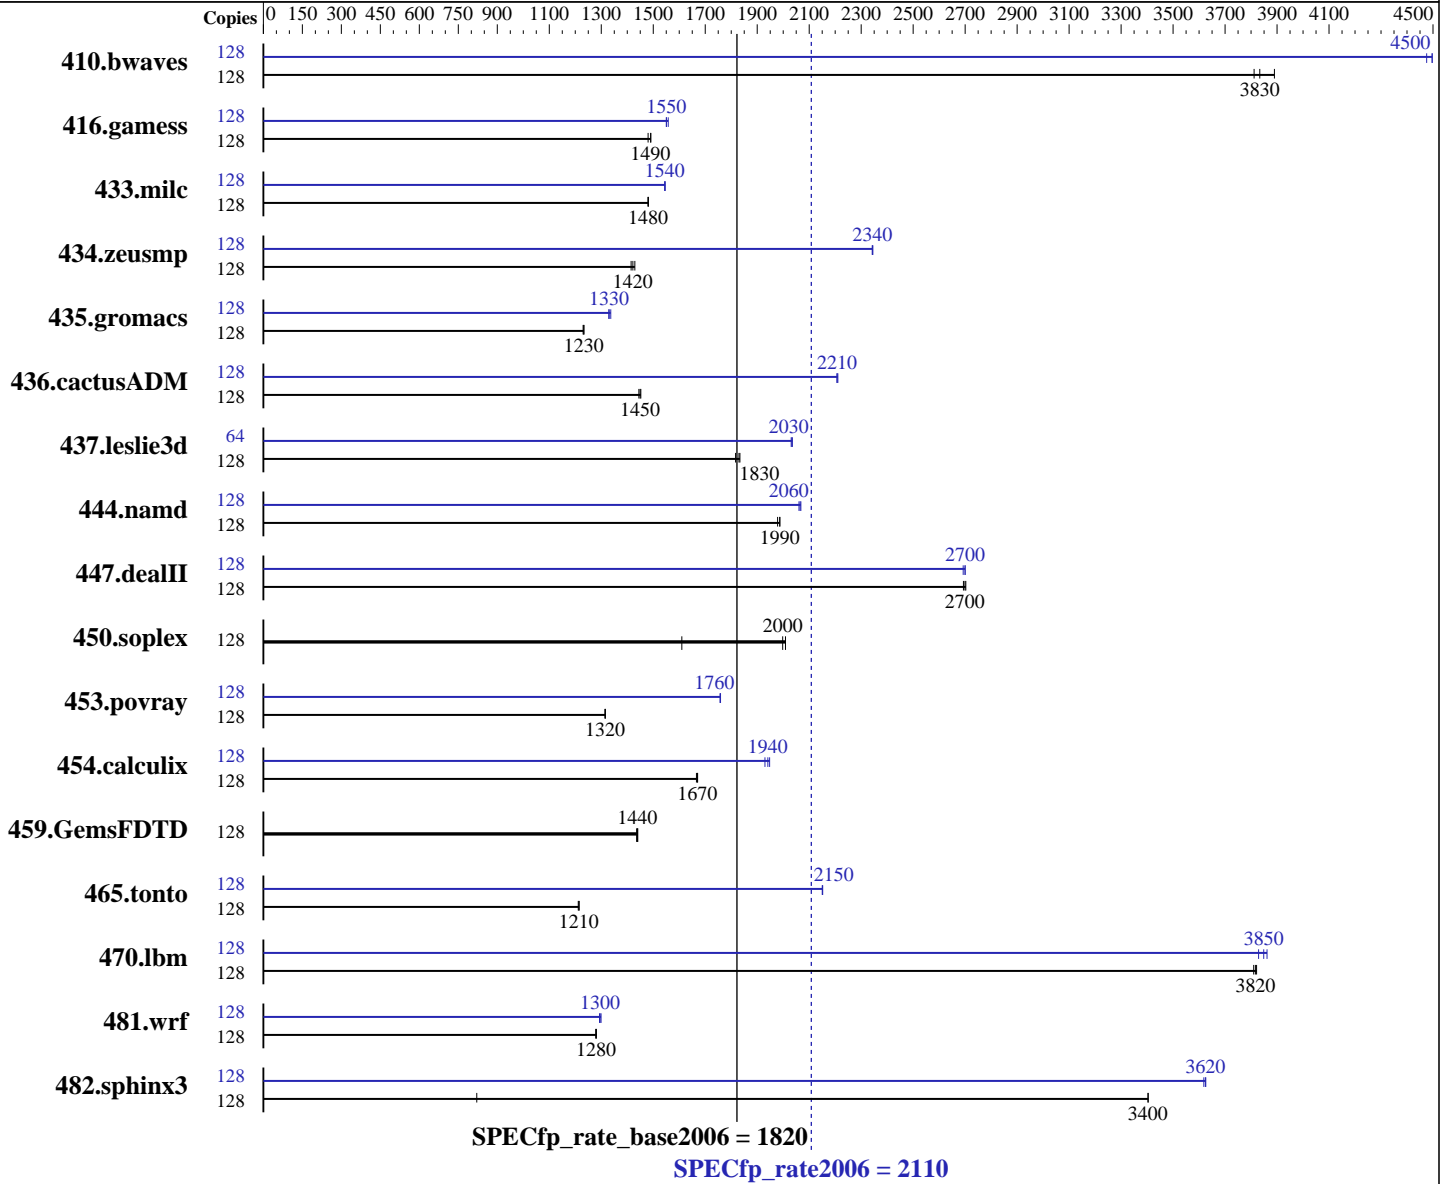 Copies 0 150 300 450 600 750 900 1100 1300 1500 1700 1900 2100 2300 2500 2700 2900 3100 3300 3500 3700 3900 4100 4500
410.bwaves 128 4500
128 3830
416.gamess 128 1550
128 1490
433.milc 128 1540
128 1480
434.zeusmp 128 2340
128 1420
435.gromacs 128 1330
128 1230
436.cactusADM 128 2210
128 1450
437.leslie3d 64 2030
128 1830
444.namd 128 2060
128 1990
447.dealII 128 2700
128 2700
450.soplex 128 2000
453.povray 128 1760
128 1320
454.calculix 128 1940
128 1670
459.GemsFDTD 128 1440
465.tonto 128 2150
128 1210
470.lbm 128 3850
128 3820
481.wrf 128 1300
128 1280
482.sphinx3 128 3620
128 3400
SPECfp_rate_base2006 = 1820
SPECfp_rate2006 = 2110